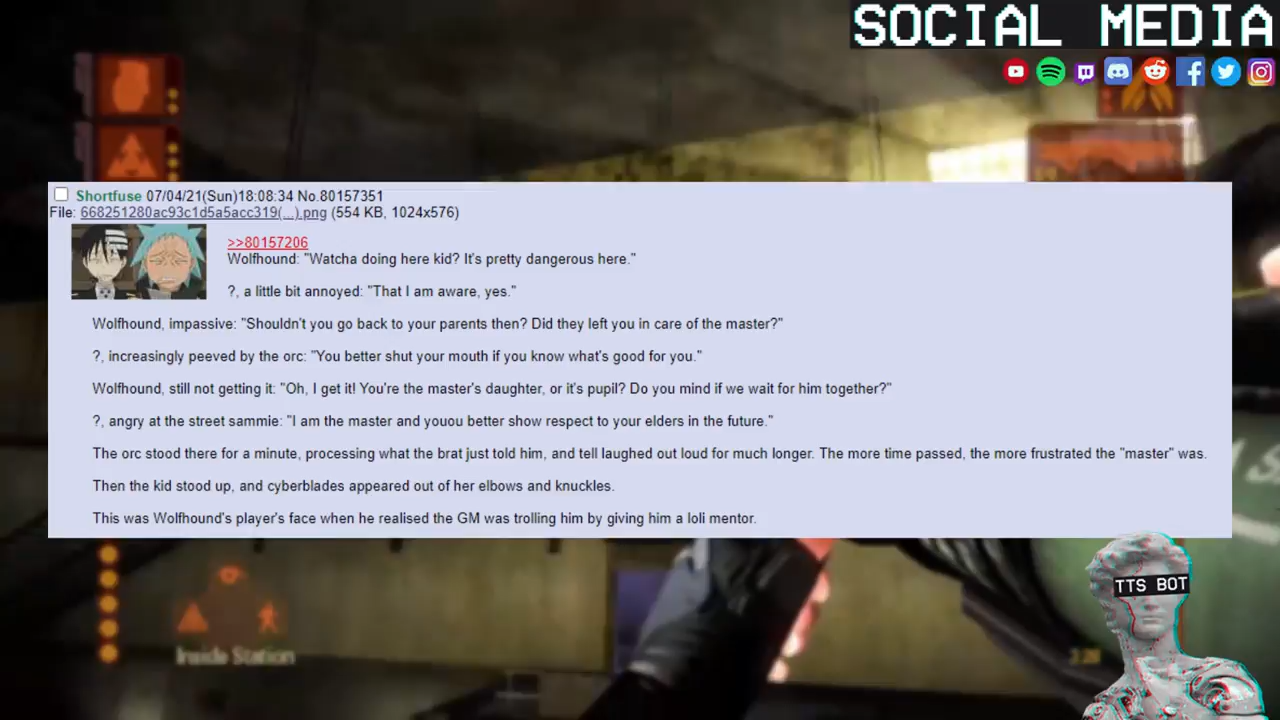 SOCIAL MEDIA
Shortfuse 07/04/21(Sun)18:08:34 No.80157351
File: 668251280ac93c1d5a5acc319(...).png (554 KB, 1024x576)
>>80157206
Wolfhound: "Watcha doing here kid? It's pretty dangerous here."
?, a little bit annoyed: "That I am aware, yes."
Wolfhound, impassive: "Shouldn't you go back to your parents then? Did they left you in care of the master?"
?, increasingly peeved by the orc: "You better shut your mouth if you know what's good for you."
Wolfhound, still not getting it: "Oh, I get it! You're the master's daughter, or it's pupil? Do you mind if we wait for him together?"
?, angry at the street sammie: "I am the master and youou better show respect to your elders in the future."
The orc stood there for a minute, processing what the brat just told him, and tell laughed out loud for much longer. The more time passed, the more frustrated the "master" was.
Then the kid stood up, and cyberblades appeared out of her elbows and knuckles.
This was Wolfhound's player's face when he realised the GM was trolling him by giving him a loli mentor.
TTS BOT
Inside Station